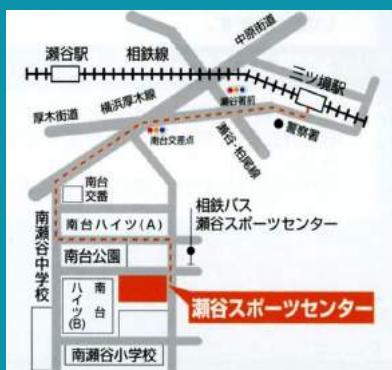 中原街道
瀬谷駅
相鉄線
三ツ境駅
横浜厚木線
厚木街道
瀬谷署前
南台交差点
瀬谷・柏尾線
警察署
南台
交番
南瀬谷中学校
南台ハイツ(A)
相鉄バス
瀬谷スポーツセンター
南台公園
南台
ハイツ(B)
瀬谷スポーツセンター
南瀬谷小学校